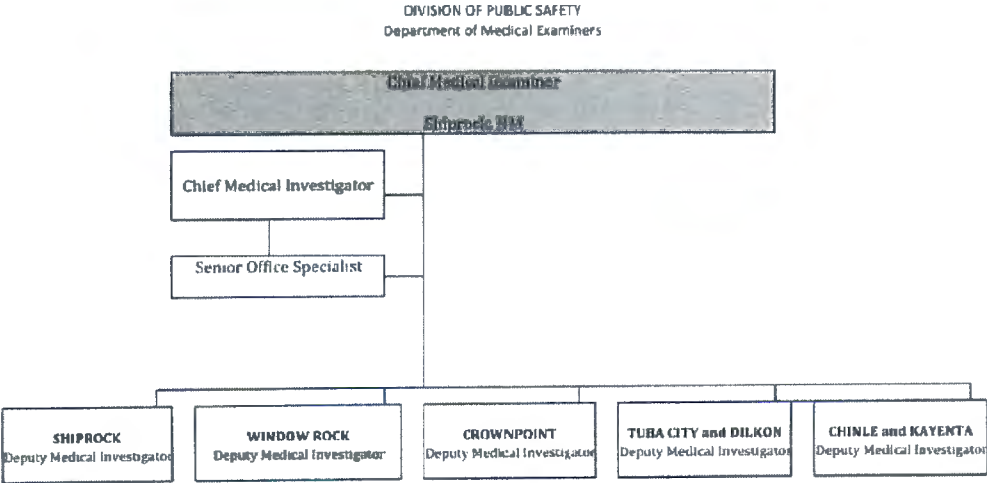 DIVISION OF PUBLIC SAFETY
Department of Medical Examiners
Chief Medical Examiner
Shiprock, NM
Chief Medical Investigator
Senior Office Specialist
SHIPROCK
Deputy Medical Investigator
WINDOW ROCK
Deputy Medical Investigator
CROWNPOINT
Deputy Medical Investigator
TUBA CITY and DILKON
Deputy Medical Investigator
CHINLE and KAYENTA
Deputy Medical Investigator